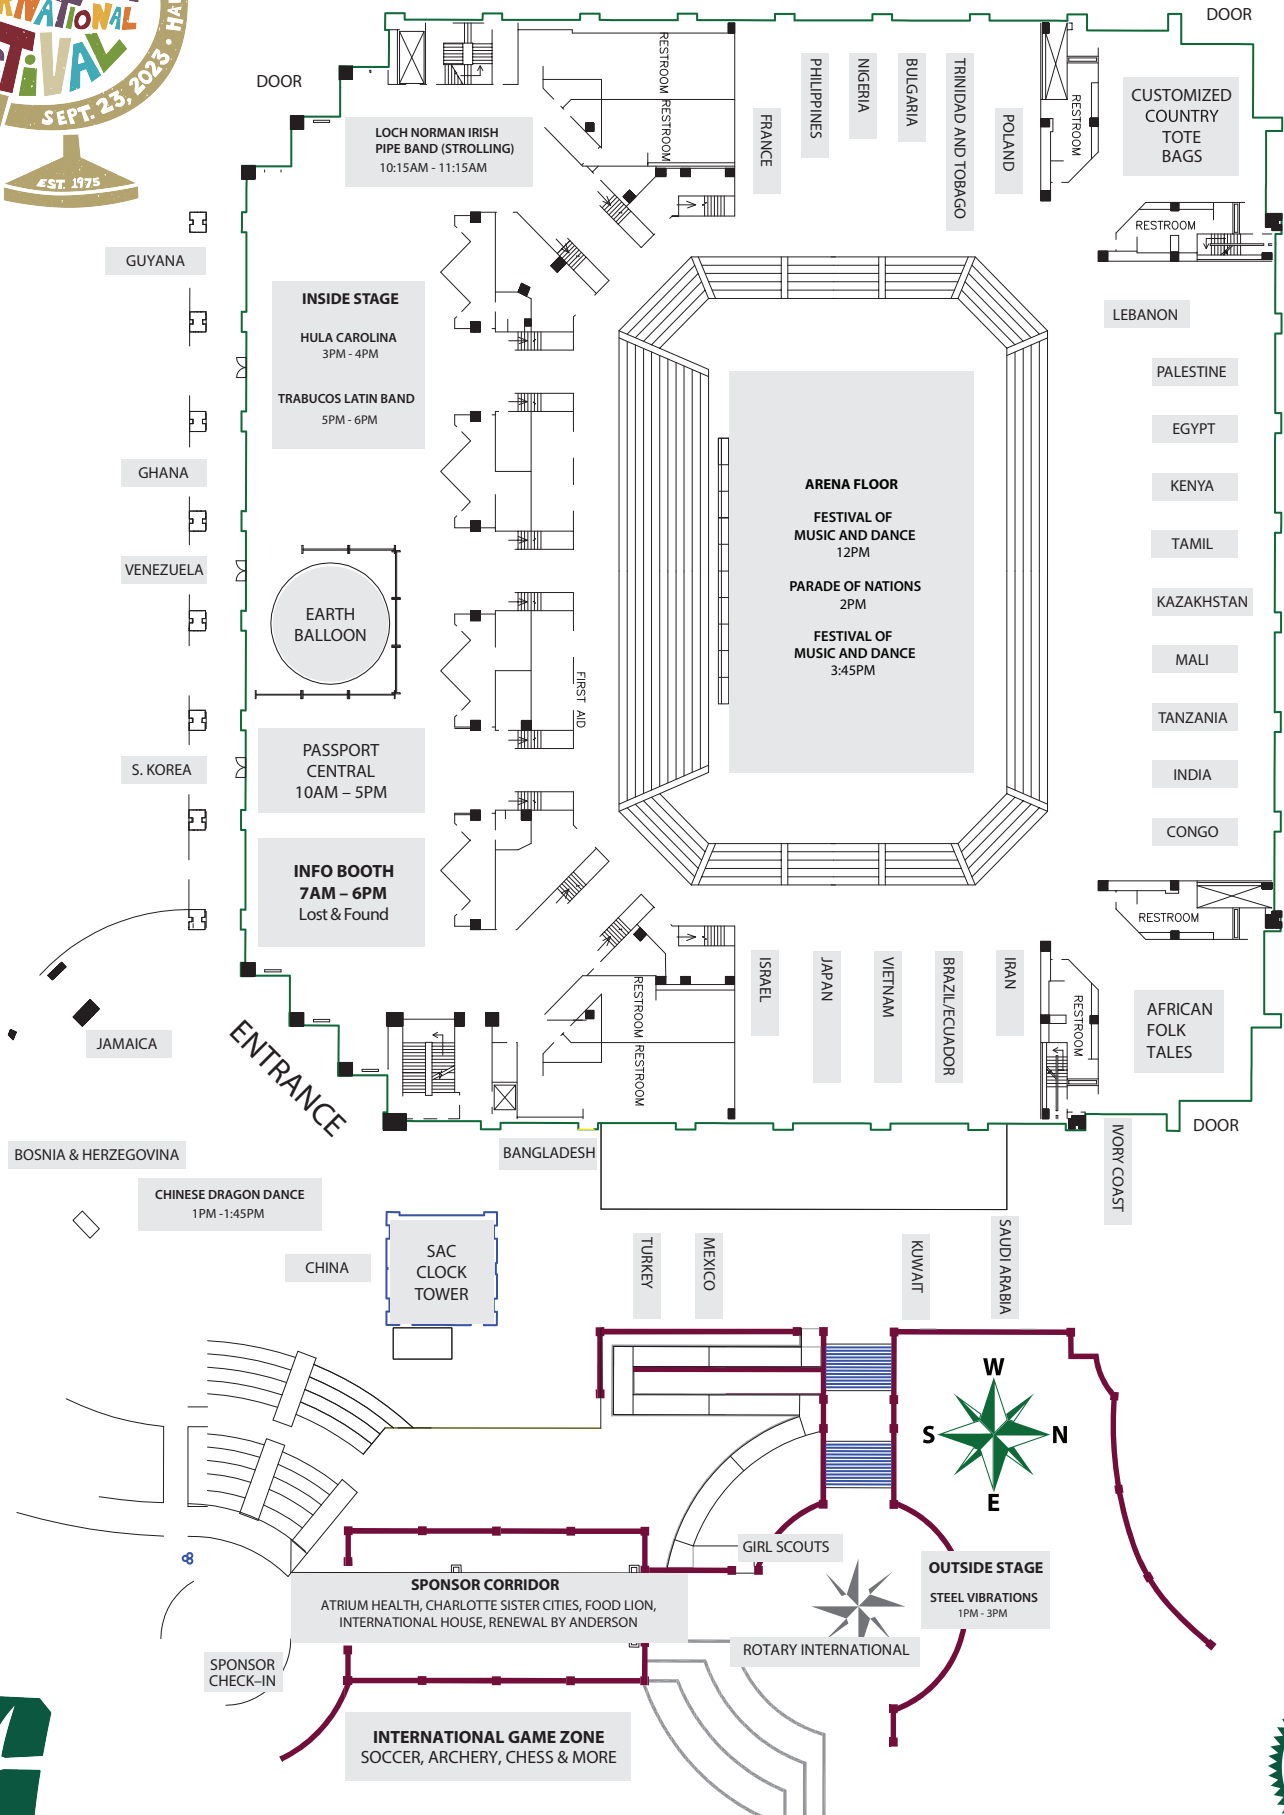 RNATIONAL
TIVAL
SEPT. 23, 2023 • HA
EST. 1975
DOOR
DOOR
LOCH NORMAN IRISH
PIPE BAND (STROLLING)
10:15AM - 11:15AM
RESTROOM
RESTROOM
FRANCE
PHILIPPINES
NIGERIA
BULGARIA
TRINIDAD AND TOBAGO
POLAND
RESTROOM
CUSTOMIZED
COUNTRY
TOTE
BAGS
RESTROOM
GUYANA
INSIDE STAGE
HULA CAROLINA
3PM - 4PM
TRABUCOS LATIN BAND
5PM - 6PM
LEBANON
PALESTINE
EGYPT
KENYA
TAMIL
KAZAKHSTAN
MALI
TANZANIA
INDIA
CONGO
GHANA
VENEZUELA
S. KOREA
EARTH
BALLOON
ARENA FLOOR
FESTIVAL OF
MUSIC AND DANCE
12PM
PARADE OF NATIONS
2PM
FESTIVAL OF
MUSIC AND DANCE
3:45PM
FIRST AID
PASSPORT
CENTRAL
10AM – 5PM
INFO BOOTH
7AM – 6PM
Lost & Found
RESTROOM
ISRAEL
JAPAN
VIETNAM
BRAZIL/ECUADOR
IRAN
RESTROOM
RESTROOM
RESTROOM
AFRICAN
FOLK
TALES
JAMAICA
ENTRANCE
DOOR
BOSNIA & HERZEGOVINA
BANGLADESH
IVORY COAST
CHINESE DRAGON DANCE
1PM -1:45PM
CHINA
SAC
CLOCK
TOWER
TURKEY
MEXICO
KUWAIT
SAUDI ARABIA
W
S
N
E
GIRL SCOUTS
OUTSIDE STAGE
STEEL VIBRATIONS
1PM - 3PM
SPONSOR CORRIDOR
ATRIUM HEALTH, CHARLOTTE SISTER CITIES, FOOD LION,
INTERNATIONAL HOUSE, RENEWAL BY ANDERSON
ROTARY INTERNATIONAL
SPONSOR
CHECK–IN
INTERNATIONAL GAME ZONE
SOCCER, ARCHERY, CHESS & MORE